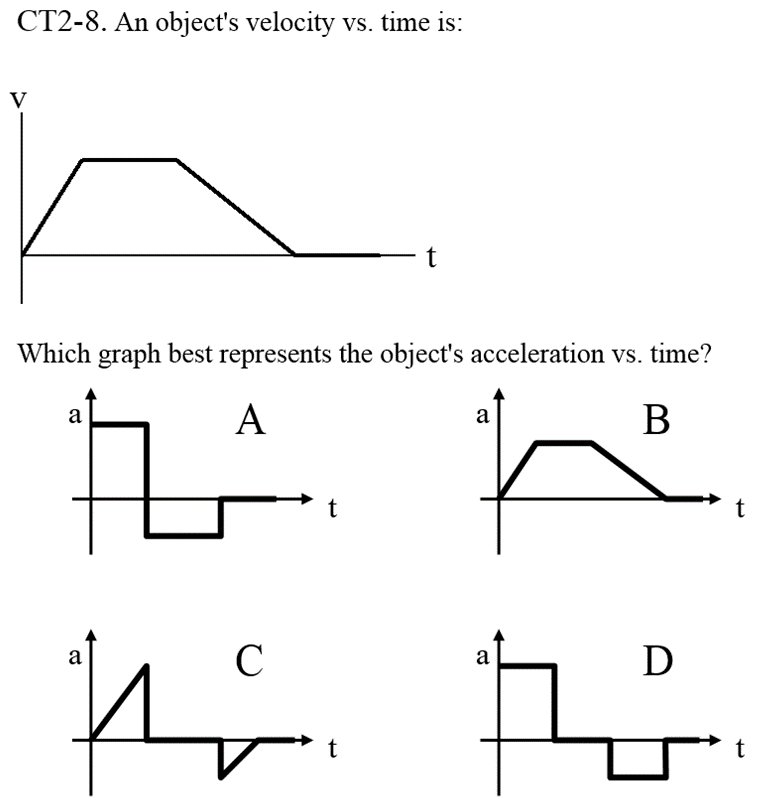 CT2-8. An object's velocity vs. time is:
v
t
Which graph best represents the object's acceleration vs. time?
a A
t
a B
t
a C
t
a D
t